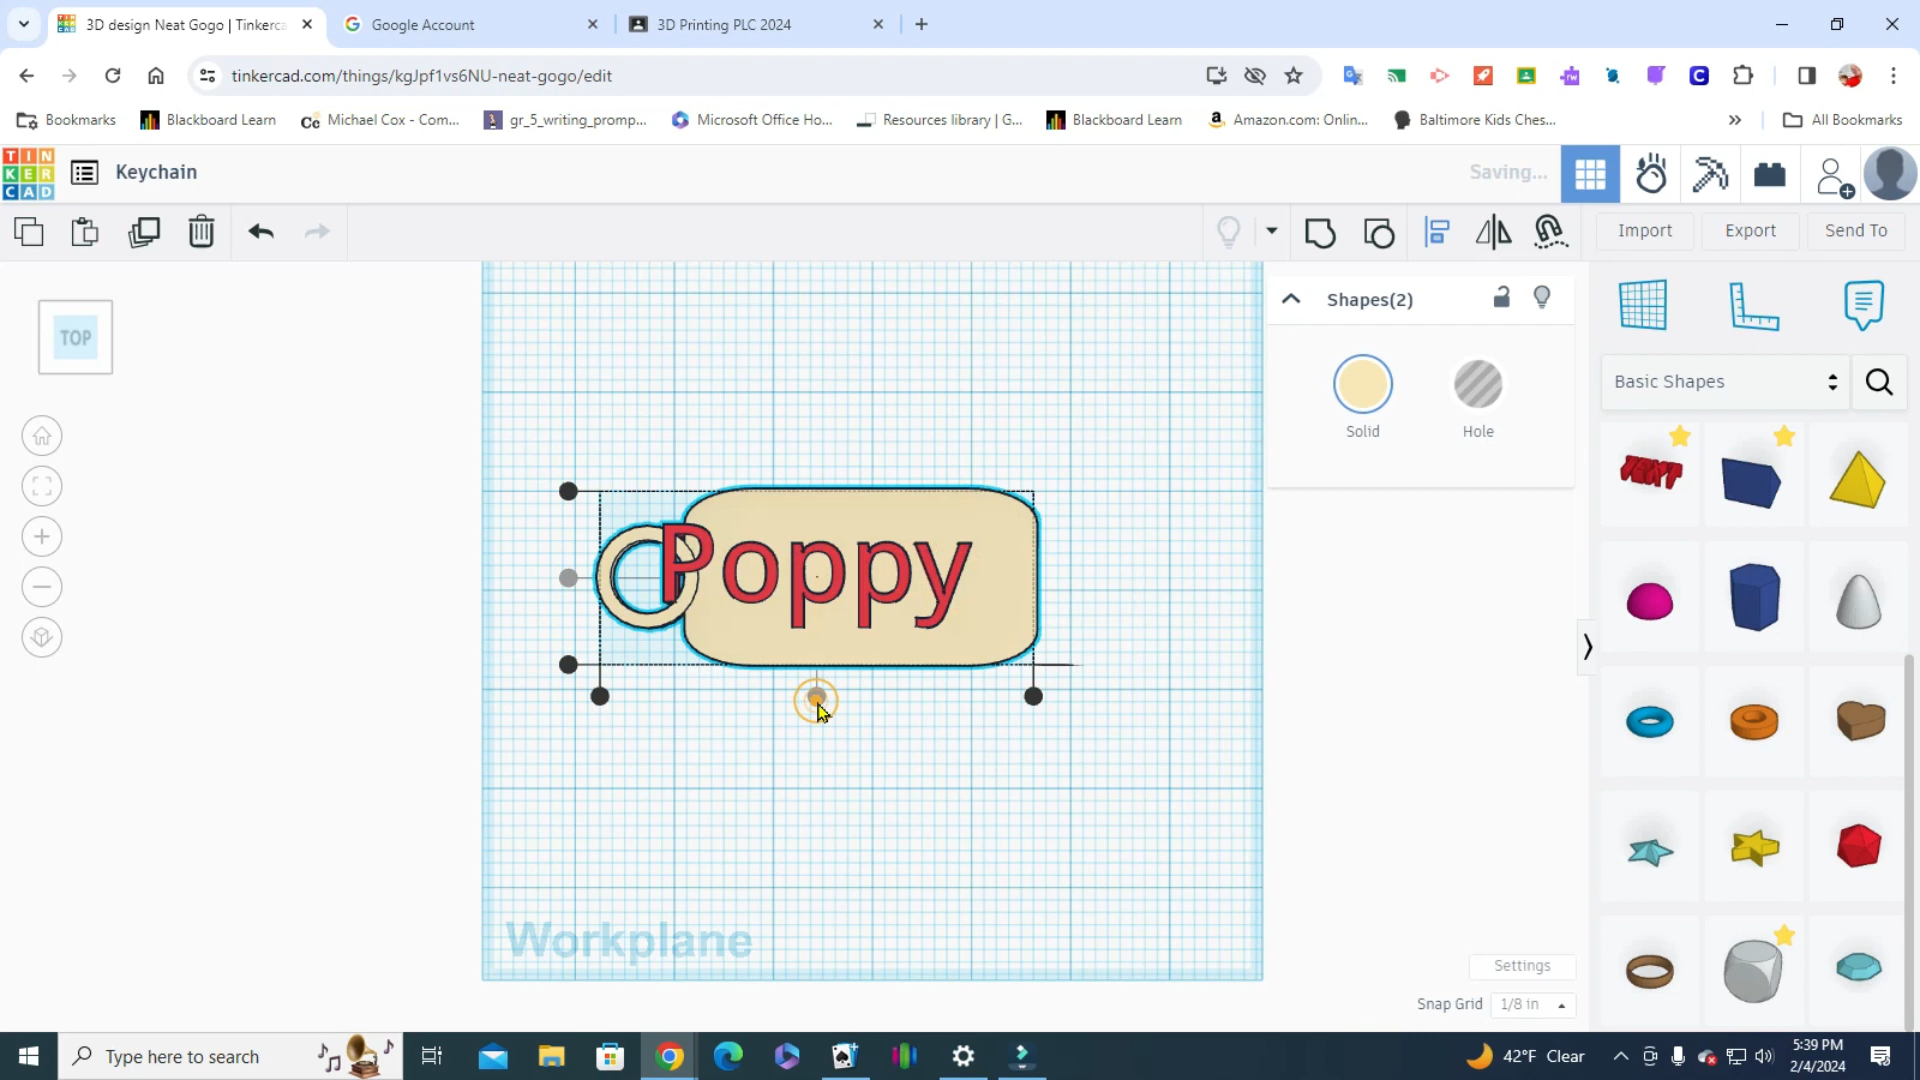 3D design Neat Gogo | Tinkerca
Google Account
3D Printing PLC 2024
tinkercad.com/things/kgJpf1vs6NU-neat-gogo/edit
Bookmarks
Blackboard Learn
Cc Michael Cox - Com...
gr_5_writing_promp...
Microsoft Office Ho...
Resources library | G...
Blackboard Learn
Amazon.com: Onlin...
Baltimore Kids Ches...
All Bookmarks
TIN
KER
CAD
Keychain
Saving...
Import
Export
Send To
TOP
Shapes(2)
Solid
Hole
Basic Shapes
TEXT
Poppy
Workplane
Settings
Snap Grid
1/8 in
Type here to search
42°F Clear
5:39 PM
2/4/2024